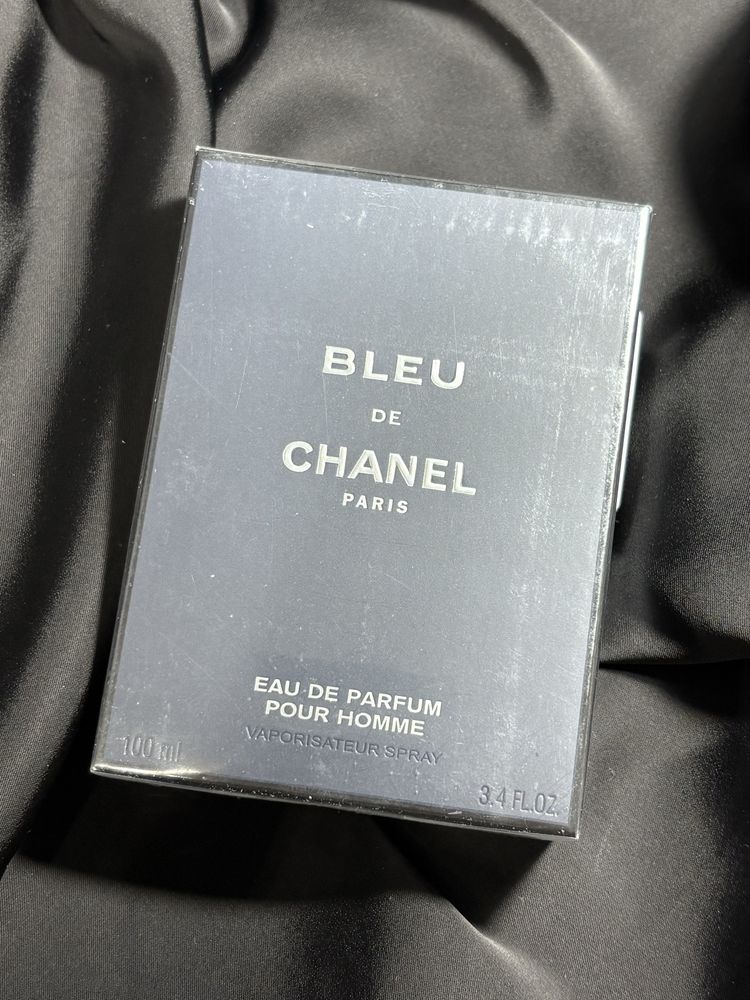 BLEU
DE
CHANEL
PARIS
EAU DE PARFUM
POUR HOMME
VAPORISATEUR SPRAY
100 ml
3.4 FL.OZ.